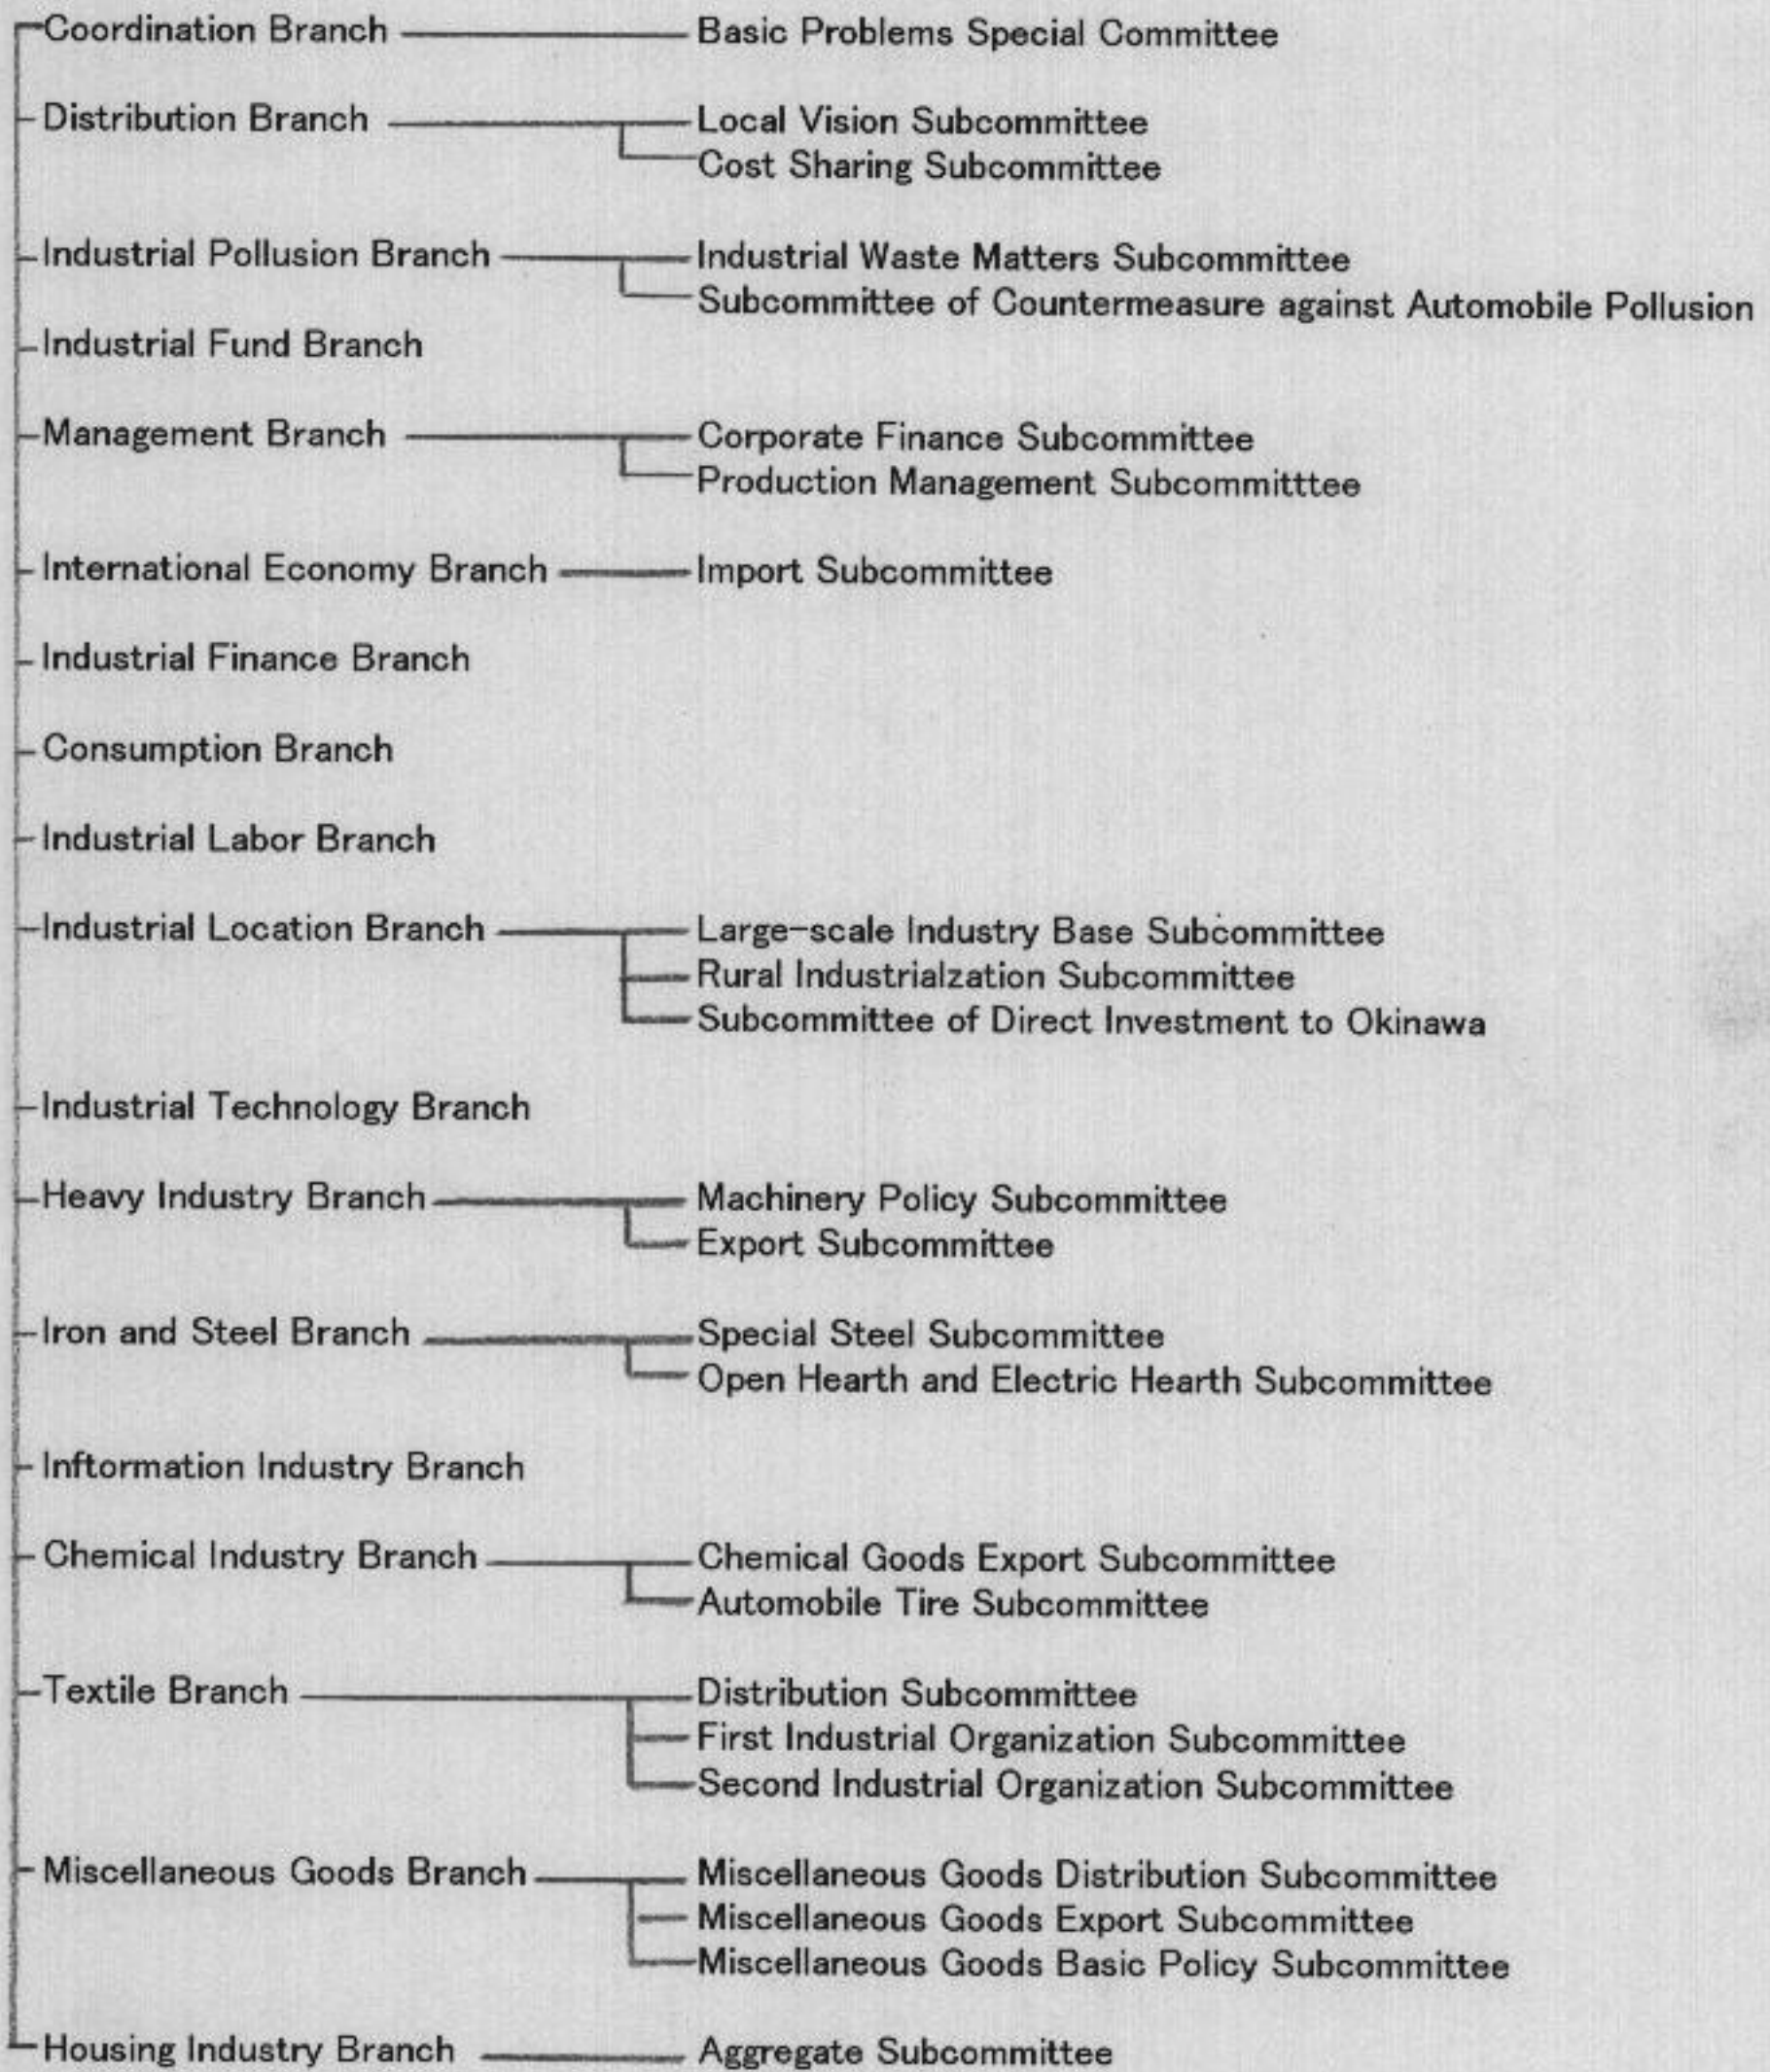 Coordination Branch Basic Problems Special Committee
Distribution Branch Local Vision Subcommittee
Cost Sharing Subcommittee
Industrial Pollusion Branch Industrial Waste Matters Subcommittee
Subcommittee of Countermeasure against Automobile Pollusion
Industrial Fund Branch
Management Branch Corporate Finance Subcommittee
Production Management Subcommitttee
International Economy Branch Import Subcommittee
Industrial Finance Branch
Consumption Branch
Industrial Labor Branch
Industrial Location Branch Large-scale Industry Base Subcommittee
Rural Industrialzation Subcommittee
Subcommittee of Direct Investment to Okinawa
Industrial Technology Branch
Heavy Industry Branch Machinery Policy Subcommittee
Export Subcommittee
Iron and Steel Branch Special Steel Subcommittee
Open Hearth and Electric Hearth Subcommittee
Inftormation Industry Branch
Chemical Industry Branch Chemical Goods Export Subcommittee
Automobile Tire Subcommittee
Textile Branch Distribution Subcommittee
First Industrial Organization Subcommittee
Second Industrial Organization Subcommittee
Miscellaneous Goods Branch Miscellaneous Goods Distribution Subcommittee
Miscellaneous Goods Export Subcommittee
Miscellaneous Goods Basic Policy Subcommittee
Housing Industry Branch Aggregate Subcommittee